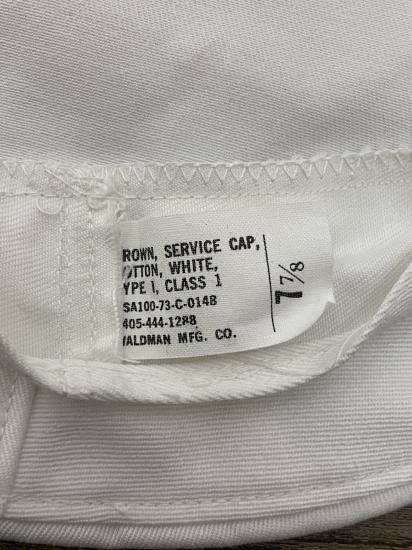 ROWN, SERVICE CAP,
OTTON, WHITE,
YPE I, CLASS 1
SA100-73-C-0148
405-444-1288
ALDMAN MFG. CO.
7 7/8